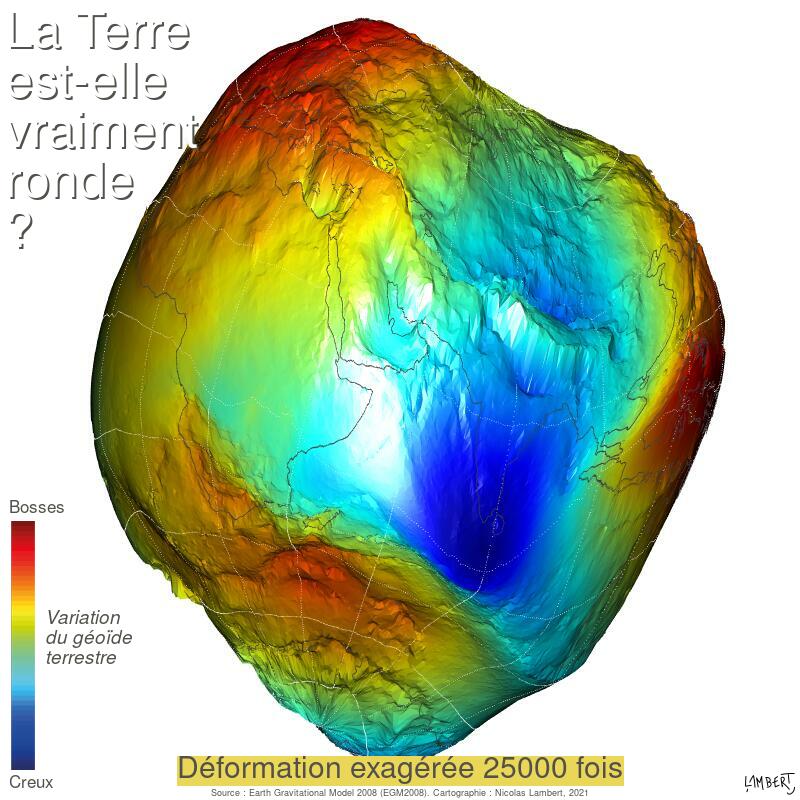 La Terre
est-elle
vraiment
ronde
?
Bosses
Variation
du géoïde
terrestre
Creux
Déformation exagérée 25000 fois
Source : Earth Gravitational Model 2008 (EGM2008). Cartographie : Nicolas Lambert, 2021
LAMBERT